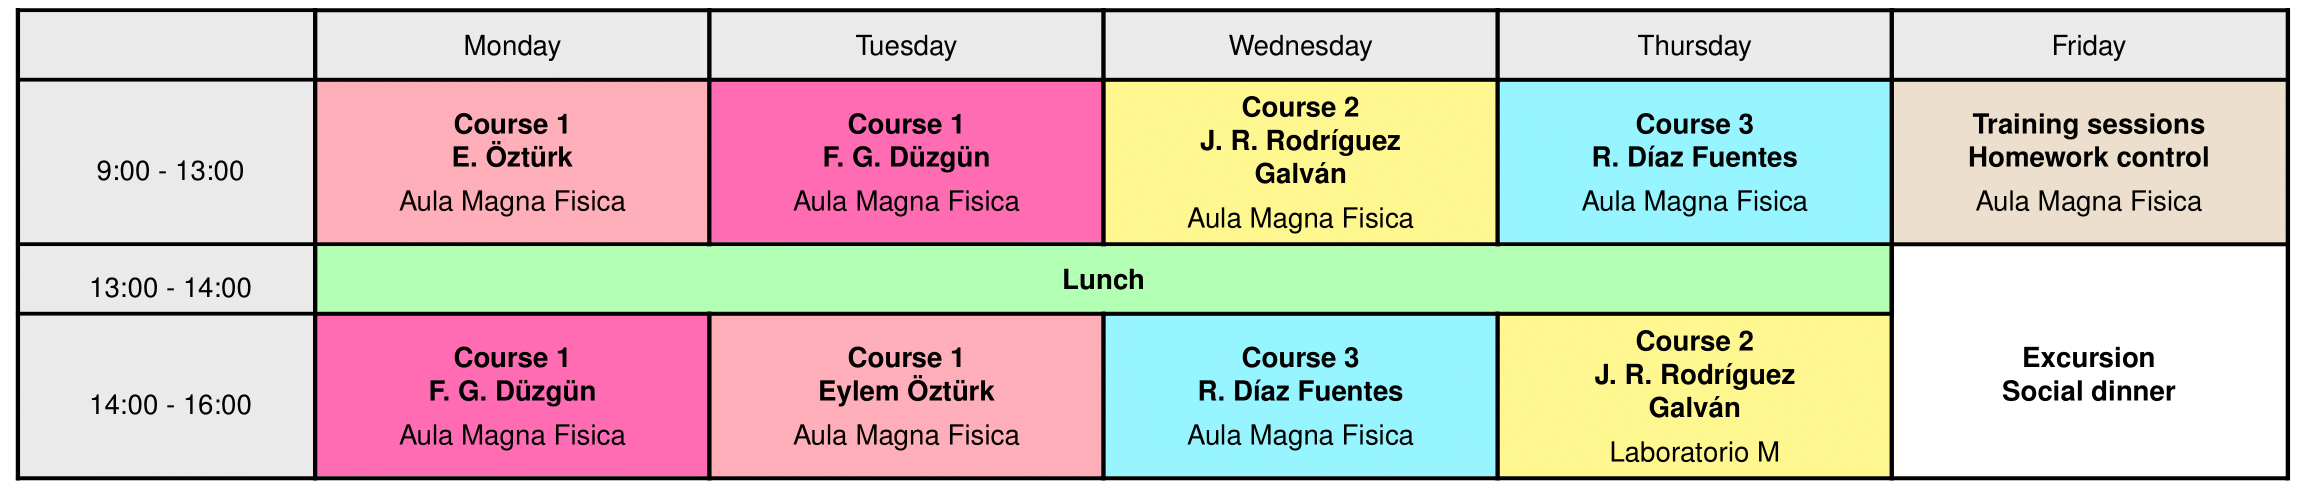 Monday
Tuesday
Wednesday
Thursday
Friday
9:00 - 13:00
Course 1
E. Öztürk
Aula Magna Fisica
Course 1
F. G. Düzgün
Aula Magna Fisica
Course 2
J. R. Rodríguez
Galván
Aula Magna Fisica
Course 3
R. Díaz Fuentes
Aula Magna Fisica
Training sessions
Homework control
Aula Magna Fisica
13:00 - 14:00
Lunch
14:00 - 16:00
Course 1
F. G. Düzgün
Aula Magna Fisica
Course 1
Eylem Öztürk
Aula Magna Fisica
Course 3
R. Díaz Fuentes
Aula Magna Fisica
Course 2
J. R. Rodríguez
Galván
Laboratorio M
Excursion
Social dinner